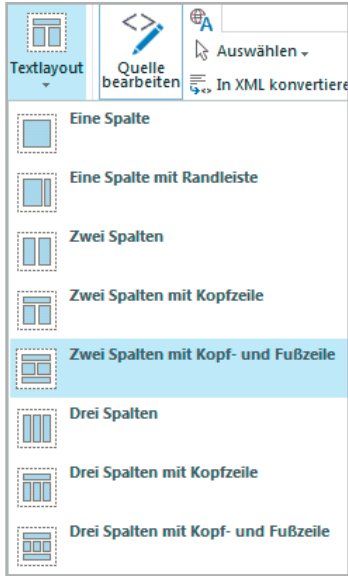 Textlayout
Quelle
bearbeiten
Auswählen
In XML konvertiere
Eine Spalte
Eine Spalte mit Randleiste
Zwei Spalten
Zwei Spalten mit Kopfzeile
Zwei Spalten mit Kopf- und Fußzeile
Drei Spalten
Drei Spalten mit Kopfzeile
Drei Spalten mit Kopf- und Fußzeile